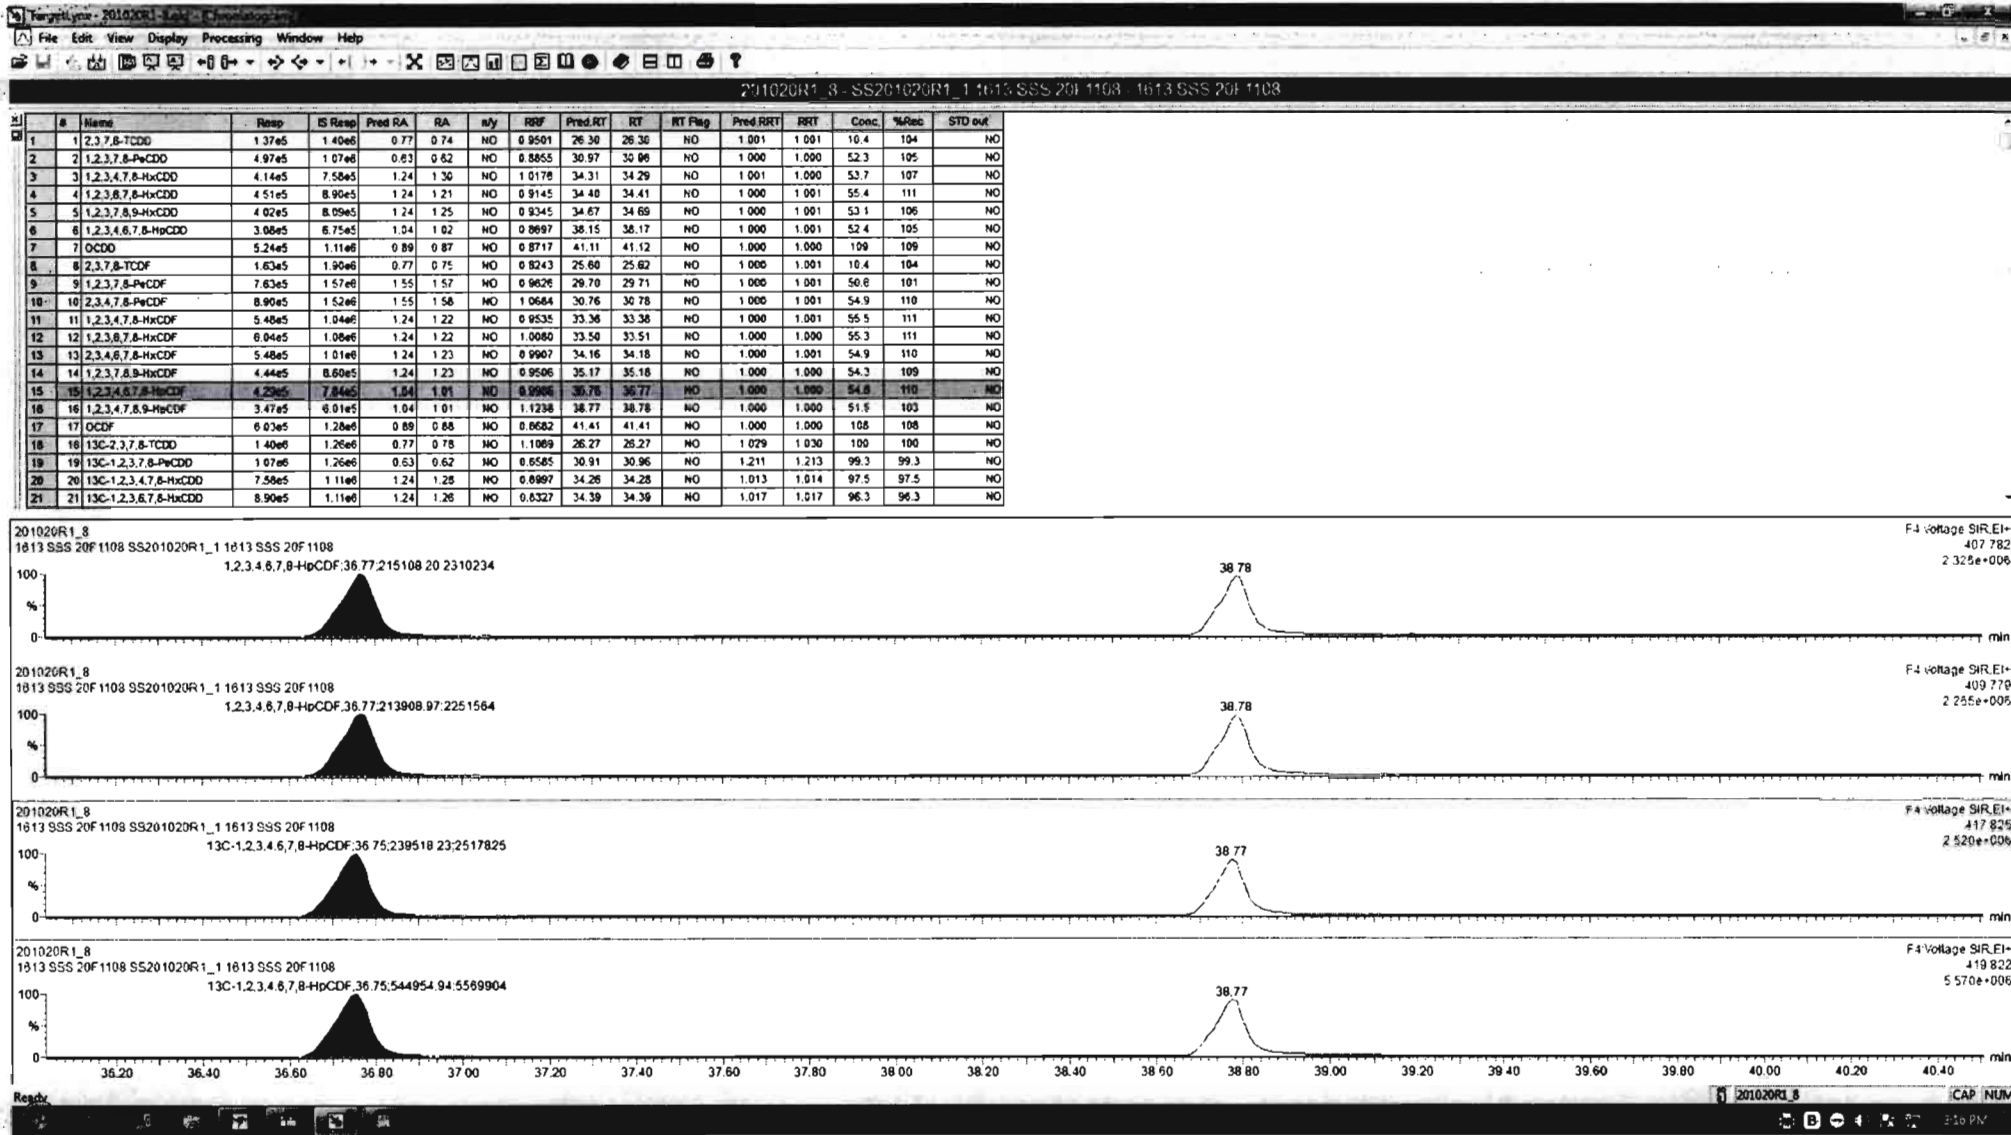 TargetLynx - 201020R1
File Edit View Display Processing Window Help
201020R1_8 - SS201020R1_1 1613 SSS 20F1108 - 1613 SSS 20F1108
# Name Resp IS Resp Pred RA RA n/y RRF Pred.RT RT RT Flag Pred RRT RRT Conc. %Rec STD out
1 1 2,3,7,8-TCDD 1.37e5 1.40e6 0.77 0.74 NO 0.9501 26.30 26.30 NO 1.001 1.001 10.4 104 NO
2 2 1,2,3,7,8-PeCDD 4.97e5 1.07e6 0.63 0.62 NO 0.8855 30.97 30.96 NO 1.000 1.000 52.3 105 NO
3 3 1,2,3,4,7,8-HxCDD 4.14e5 7.58e5 1.24 1.30 NO 1.0176 34.31 34.29 NO 1.001 1.000 53.7 107 NO
4 4 1,2,3,6,7,8-HxCDD 4.51e5 8.90e5 1.24 1.21 NO 0.9145 34.40 34.41 NO 1.000 1.001 55.4 111 NO
5 5 1,2,3,7,8,9-HxCDD 4.02e5 8.09e5 1.24 1.25 NO 0.9345 34.67 34.69 NO 1.000 1.001 53.1 106 NO
6 6 1,2,3,4,6,7,8-HpCDD 3.08e5 6.75e5 1.04 1.02 NO 0.8697 38.15 38.17 NO 1.000 1.001 52.4 105 NO
7 7 OCDD 5.24e5 1.11e6 0.89 0.87 NO 0.8717 41.11 41.12 NO 1.000 1.000 109 109 NO
8 8 2,3,7,8-TCDF 1.63e5 1.90e6 0.77 0.75 NO 0.8243 25.60 25.62 NO 1.000 1.001 10.4 104 NO
9 9 1,2,3,7,8-PeCDF 7.63e5 1.57e6 1.55 1.57 NO 0.9626 29.70 29.71 NO 1.000 1.001 50.6 101 NO
10 10 2,3,4,7,8-PeCDF 8.90e5 1.52e6 1.55 1.58 NO 1.0684 30.76 30.78 NO 1.000 1.001 54.9 110 NO
11 11 1,2,3,4,7,8-HxCDF 5.48e5 1.04e6 1.24 1.22 NO 0.9535 33.36 33.38 NO 1.000 1.001 55.5 111 NO
12 12 1,2,3,6,7,8-HxCDF 6.04e5 1.08e6 1.24 1.22 NO 1.0080 33.50 33.51 NO 1.000 1.000 55.3 111 NO
13 13 2,3,4,6,7,8-HxCDF 5.48e5 1.01e6 1.24 1.23 NO 0.9907 34.16 34.18 NO 1.000 1.001 54.9 110 NO
14 14 1,2,3,7,8,9-HxCDF 4.44e5 8.60e5 1.24 1.23 NO 0.9506 35.17 35.18 NO 1.000 1.000 54.3 109 NO
15 15 1,2,3,4,6,7,8-HpCDF 4.29e5 7.84e5 1.04 1.01 NO 36.76 36.77 NO 1.000 1.000 54.8 110 NO
16 16 1,2,3,4,7,8,9-HpCDF 3.47e5 6.01e5 1.04 1.01 NO 1.1236 38.77 38.78 NO 1.000 1.000 51.5 103 NO
17 17 OCDF 6.03e5 1.28e6 0.89 0.88 NO 0.8682 41.41 41.41 NO 1.000 1.000 108 108 NO
18 18 13C-2,3,7,8-TCDD 1.40e6 1.26e6 0.77 0.78 NO 1.1089 26.27 26.27 NO 1.029 1.030 100 100 NO
19 19 13C-1,2,3,7,8-PeCDD 1.07e6 1.26e6 0.63 0.62 NO 0.8585 30.91 30.96 NO 1.211 1.213 99.3 99.3 NO
20 20 13C-1,2,3,4,7,8-HxCDD 7.58e5 1.11e6 1.24 1.28 NO 0.6997 34.26 34.28 NO 1.013 1.014 97.5 97.5 NO
21 21 13C-1,2,3,6,7,8-HxCDD 8.90e5 1.11e6 1.24 1.26 NO 0.8327 34.39 34.39 NO 1.017 1.017 96.3 96.3 NO
201020R1_8 F4:Voltage SIR,EI+
1613 SSS 20F1108 SS201020R1_1 1613 SSS 20F1108 407.782
1,2,3,4,6,7,8-HpCDF;36.77;215108.20;2310234 2.325e+006
38.78
100
%
0
min
201020R1_8 F4:Voltage SIR,EI+
1613 SSS 20F1108 SS201020R1_1 1613 SSS 20F1108 409.779
1,2,3,4,6,7,8-HpCDF;36.77;213908.97;2251564 2.265e+006
38.78
100
%
0
min
201020R1_8 F4:Voltage SIR,EI+
1613 SSS 20F1108 SS201020R1_1 1613 SSS 20F1108 417.825
13C-1,2,3,4,6,7,8-HpCDF;36.75;239518.23;2517825 2.520e+006
38.77
100
%
0
min
201020R1_8 F4:Voltage SIR,EI+
1613 SSS 20F1108 SS201020R1_1 1613 SSS 20F1108 419.822
13C-1,2,3,4,6,7,8-HpCDF;36.75;544954.94;5569904 5.570e+006
38.77
100
%
0
min
36.20 36.40 36.60 36.80 37.00 37.20 37.40 37.60 37.80 38.00 38.20 38.40 38.60 38.80 39.00 39.20 39.40 39.60 39.80 40.00 40.20 40.40
Ready 201020R1_8 CAP NUM
3:16 PM